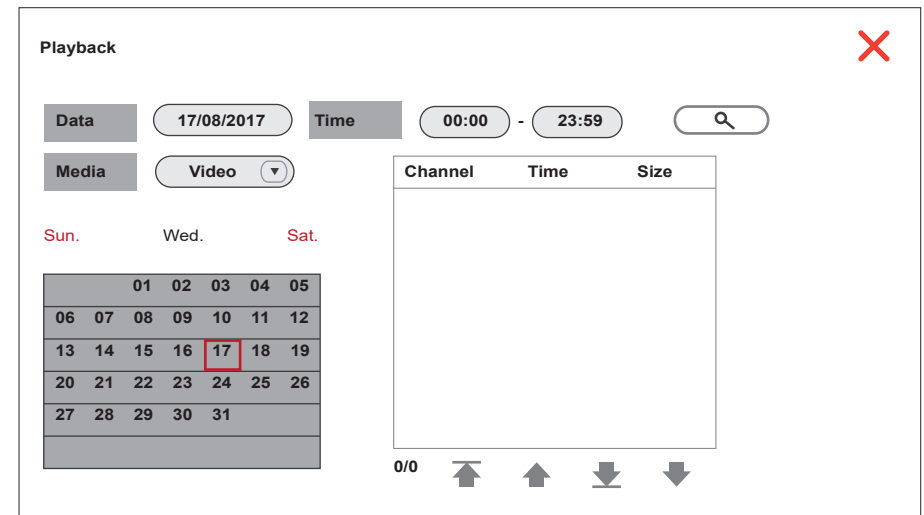 Playback
Data 17/08/2017 Time 00:00 - 23:59
Media Video
Channel Time Size
Sun. Wed. Sat.
01 02 03 04 05
06 07 08 09 10 11 12
13 14 15 16 17 18 19
20 21 22 23 24 25 26
27 28 29 30 31
0/0